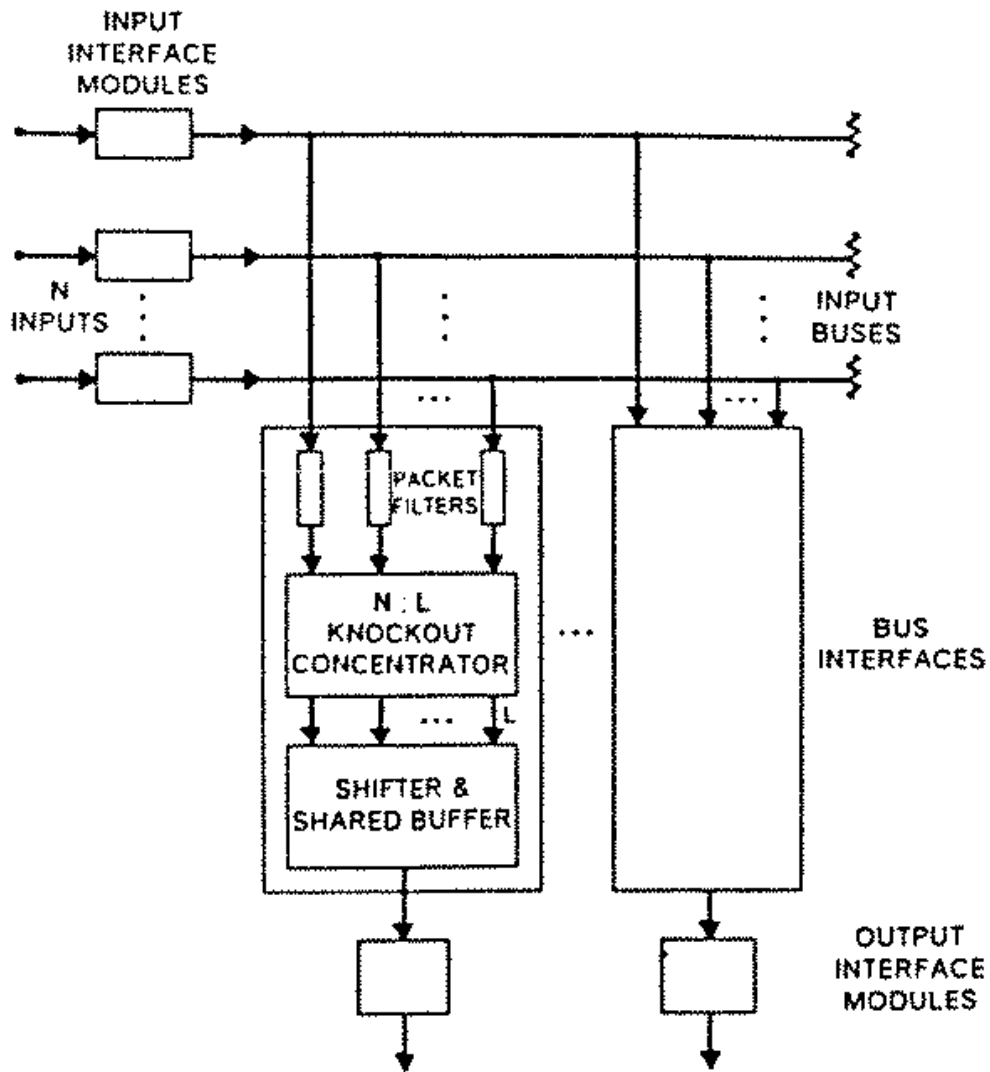 INPUT
INTERFACE
MODULES
N
INPUTS
INPUT
BUSES
PACKET
FILTERS
N : L
KNOCKOUT
CONCENTRATOR
L
SHIFTER &
SHARED BUFFER
BUS
INTERFACES
OUTPUT
INTERFACE
MODULES